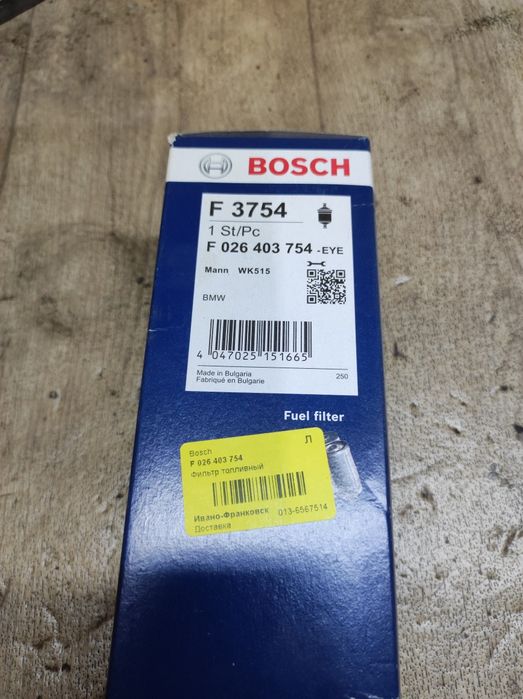 BOSCH
F 3754
1 St/Pc
F 026 403 754 -EYE
Mann WK515
BMW
4 047025 151665
Made in Bulgaria
Fabriqué en Bulgarie
250
Fuel filter
Л
Bosch
F 026 403 754
Фильтр топливный
Ивано-Франковск 013-6567514
Доставка